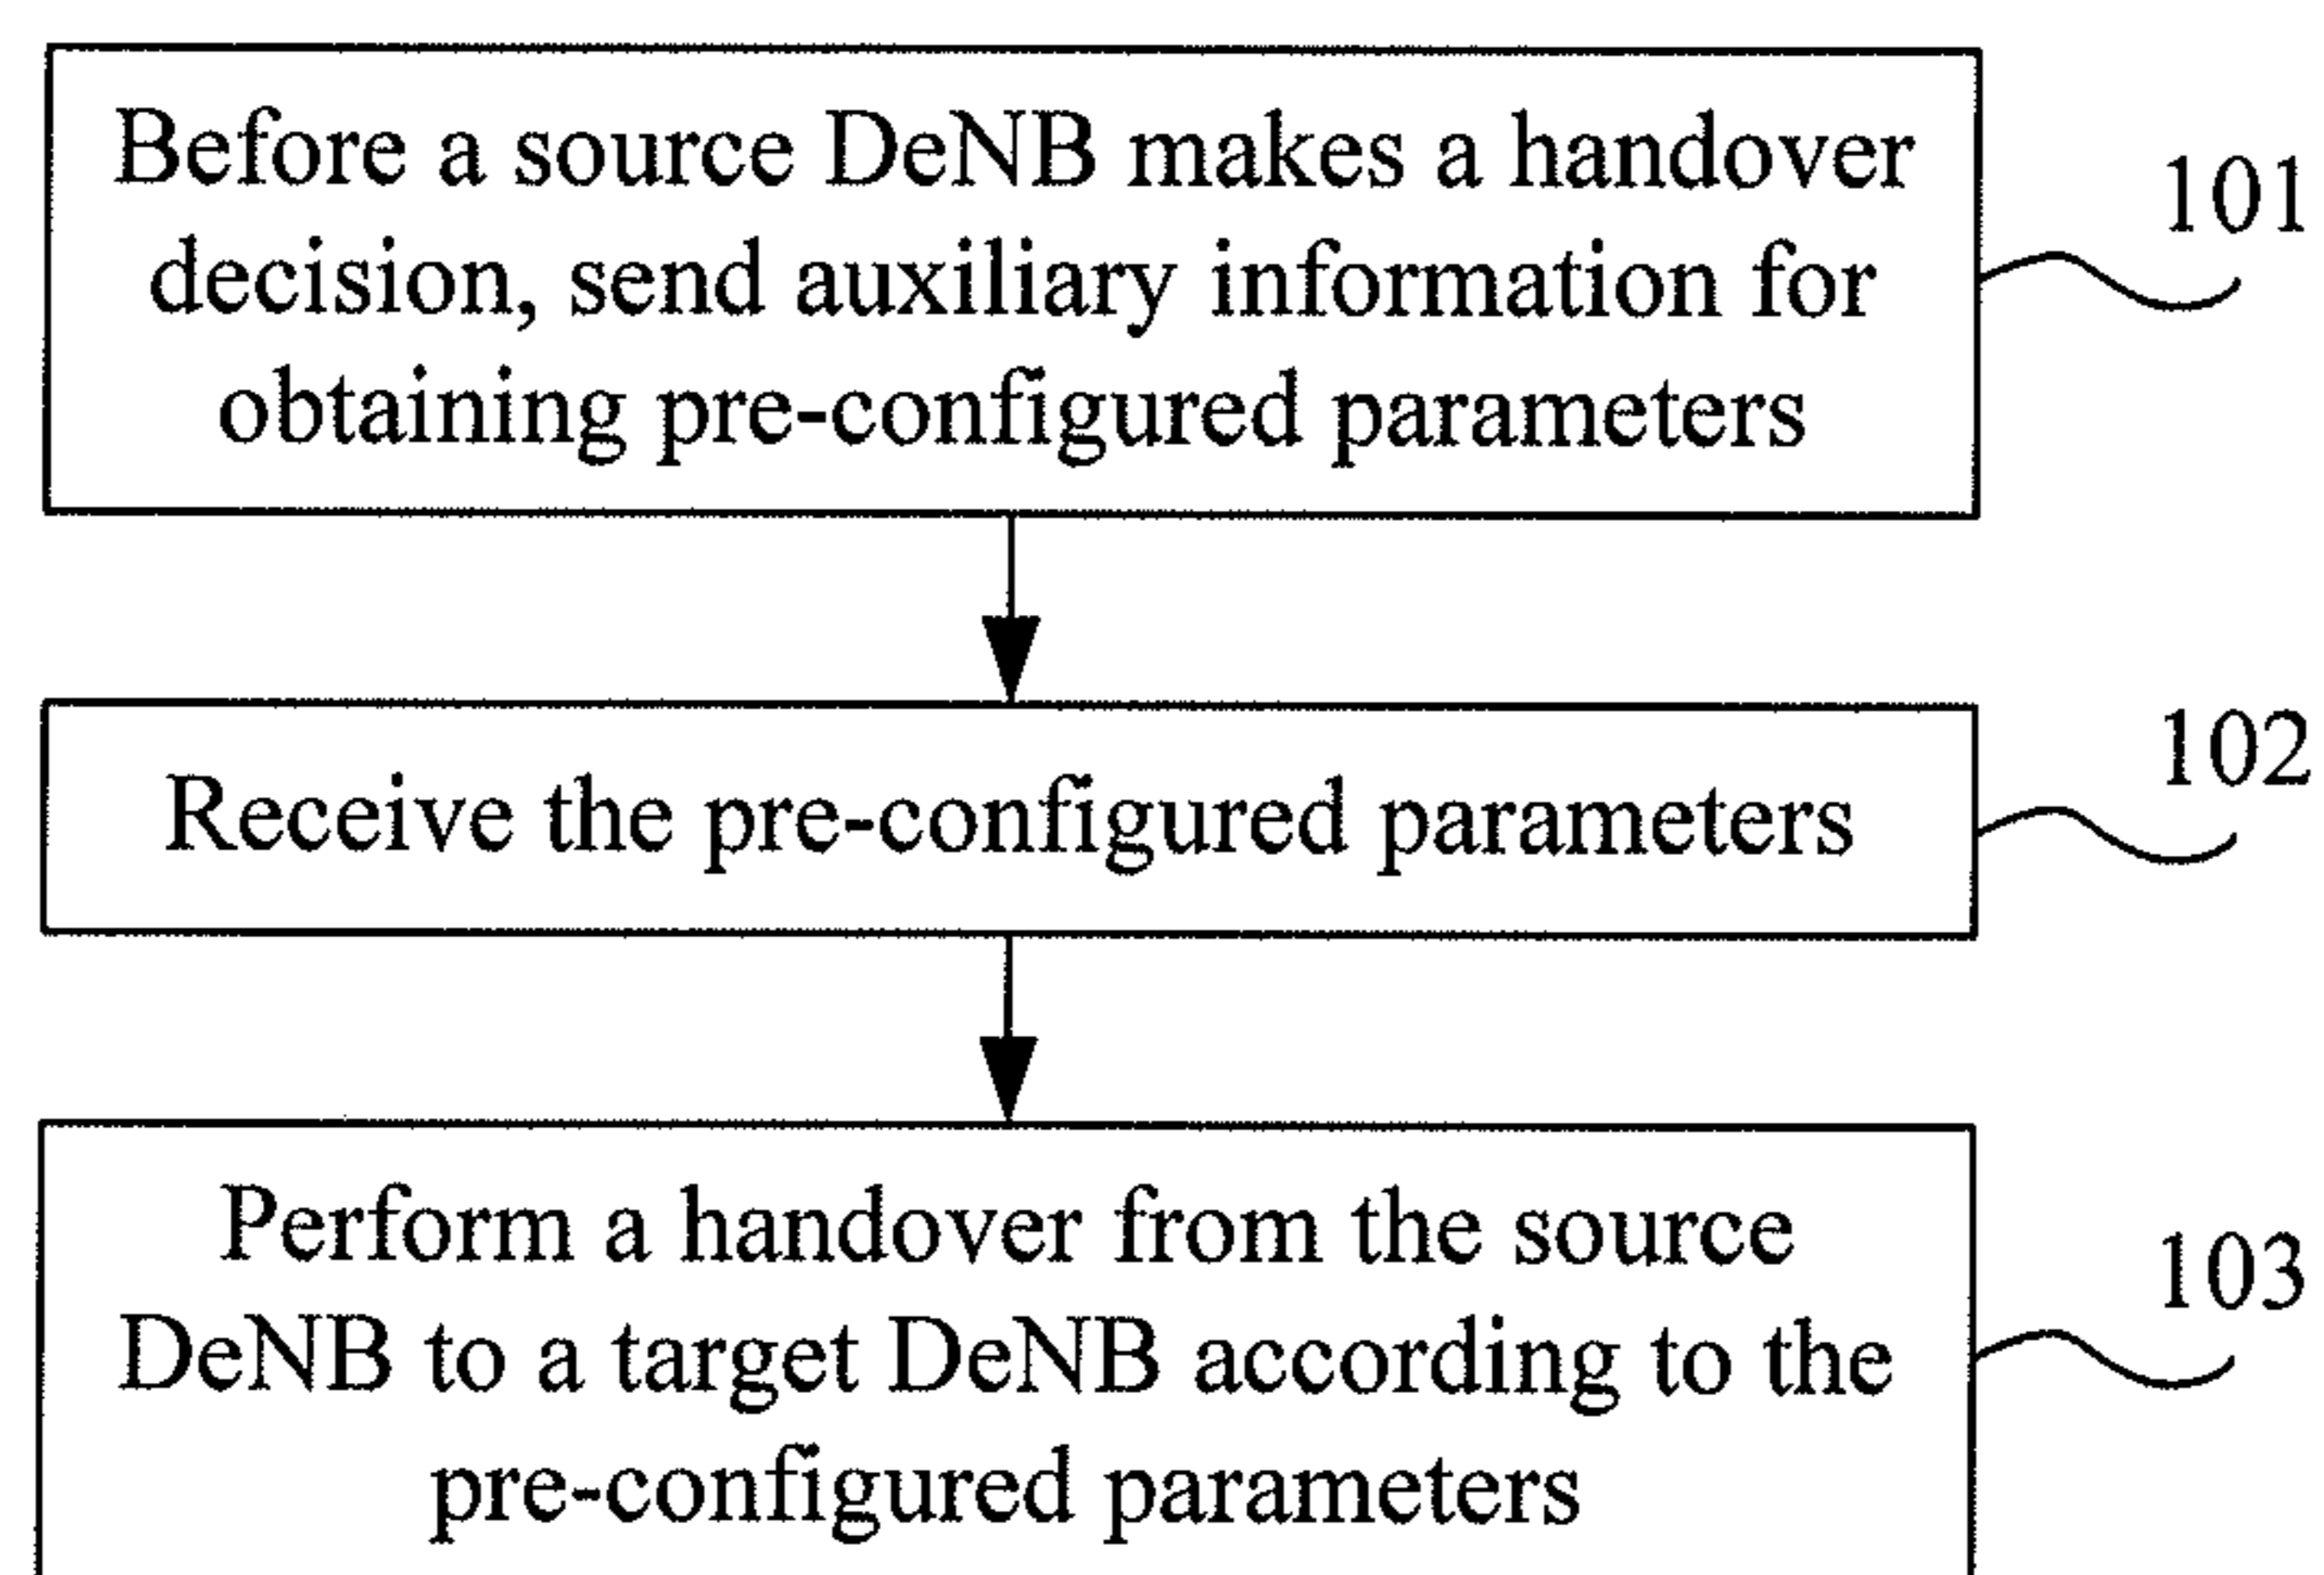 Before a source DeNB makes a handover
decision, send auxiliary information for
obtaining pre-configured parameters
101
Receive the pre-configured parameters
102
Perform a handover from the source
DeNB to a target DeNB according to the
pre-configured parameters
103